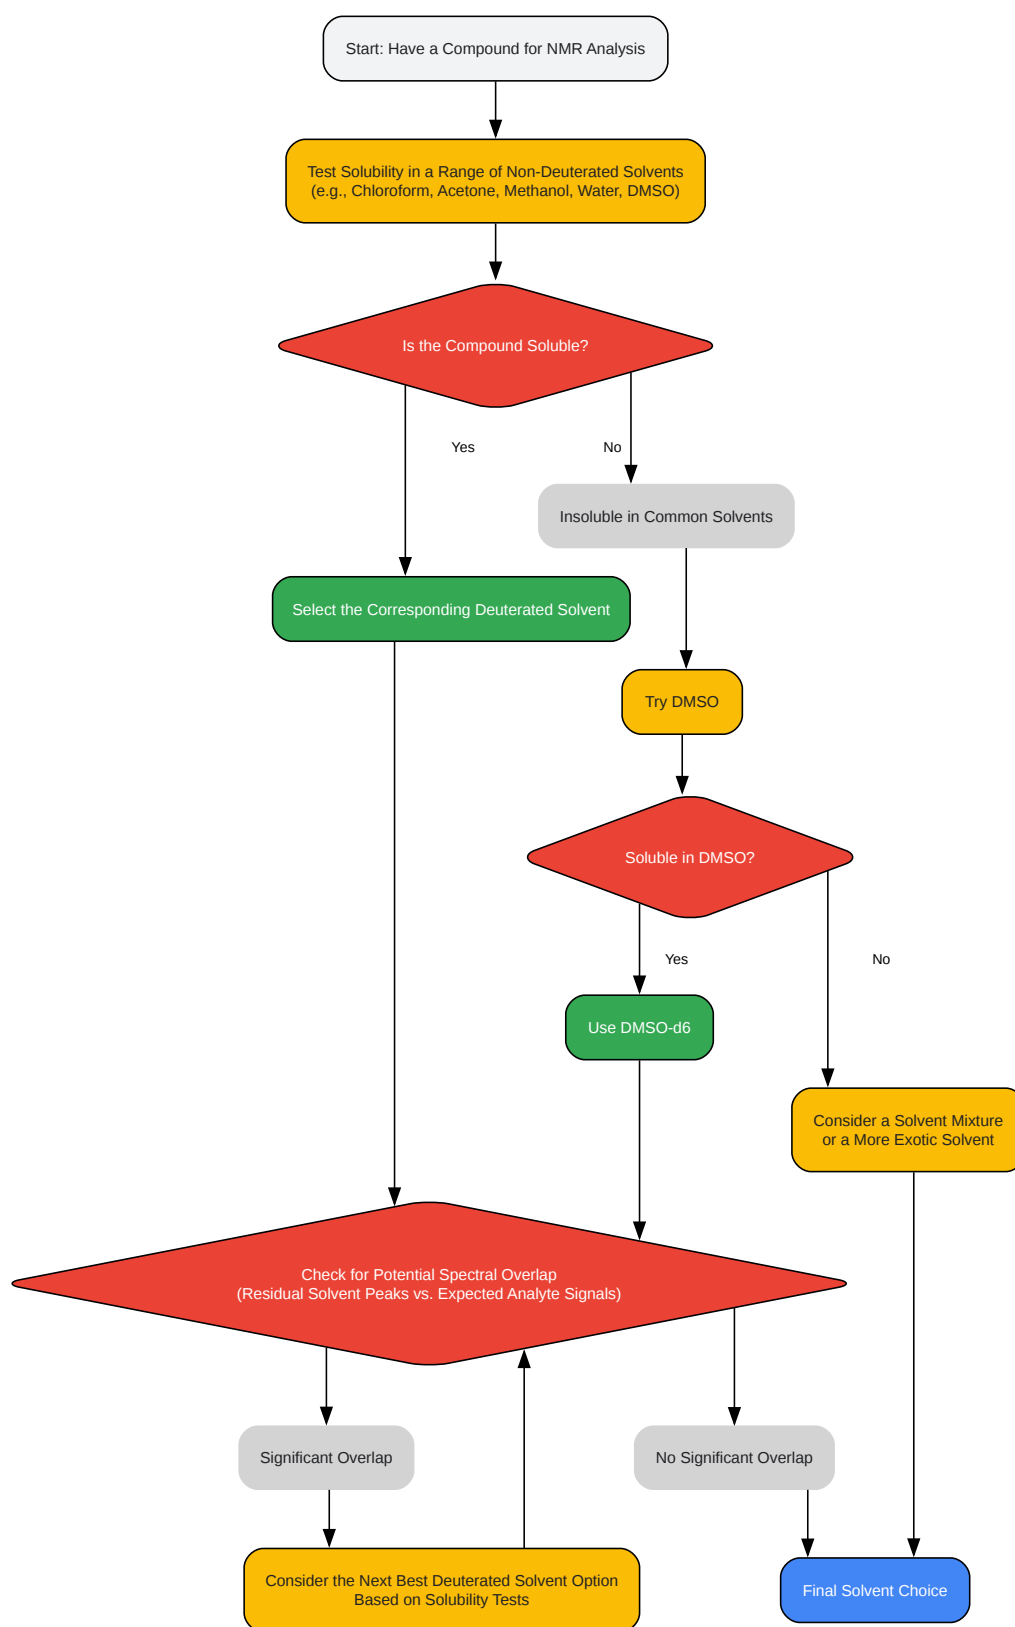 Start: Have a Compound for NMR Analysis
Test Solubility in a Range of Non-Deuterated Solvents
(e.g., Chloroform, Acetone, Methanol, Water, DMSO)
Is the Compound Soluble?
Yes
No
Insoluble in Common Solvents
Select the Corresponding Deuterated Solvent
Try DMSO
Soluble in DMSO?
Yes
No
Use DMSO-d6
Consider a Solvent Mixture
or a More Exotic Solvent
Check for Potential Spectral Overlap
(Residual Solvent Peaks vs. Expected Analyte Signals)
Significant Overlap
No Significant Overlap
Consider the Next Best Deuterated Solvent Option
Based on Solubility Tests
Final Solvent Choice